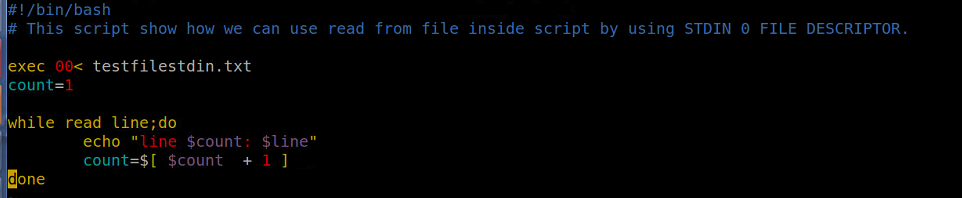 #!/bin/bash
# This script show how we can use read from file inside script by using STDIN 0 FILE DESCRIPTOR.
exec 00< testfilestdin.txt
count=1
while read line;do
echo "line $count: $line"
count=$[ $count  + 1 ]
done